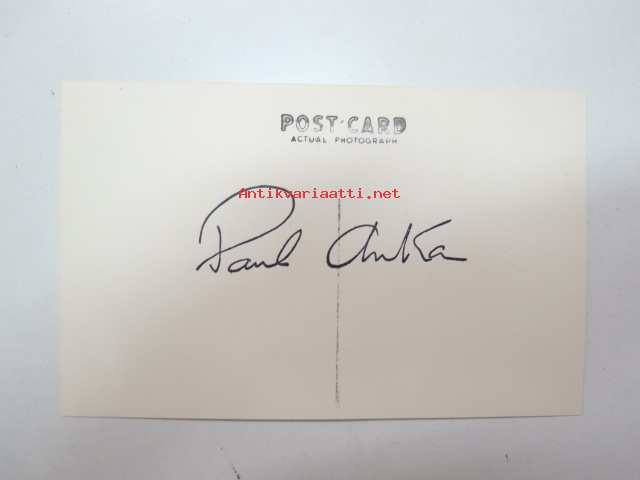 POST CARD
ACTUAL PHOTOGRAPH
Antikvariaatti.net
Paul Anka